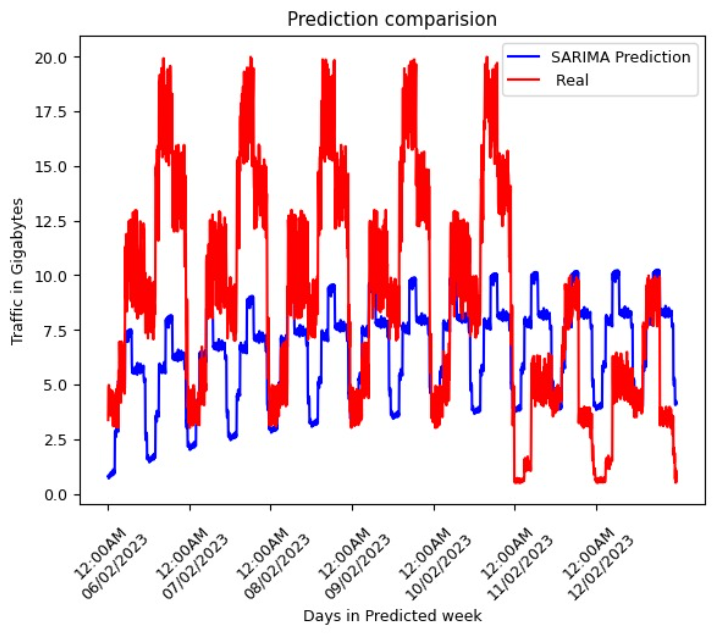 Prediction comparision
SARIMA Prediction
Real
Traffic in Gigabytes
20.0
17.5
15.0
12.5
10.0
7.5
5.0
2.5
0.0
12:00AM
06/02/2023
12:00AM
07/02/2023
12:00AM
08/02/2023
12:00AM
09/02/2023
12:00AM
10/02/2023
12:00AM
11/02/2023
12:00AM
12/02/2023
Days in Predicted week